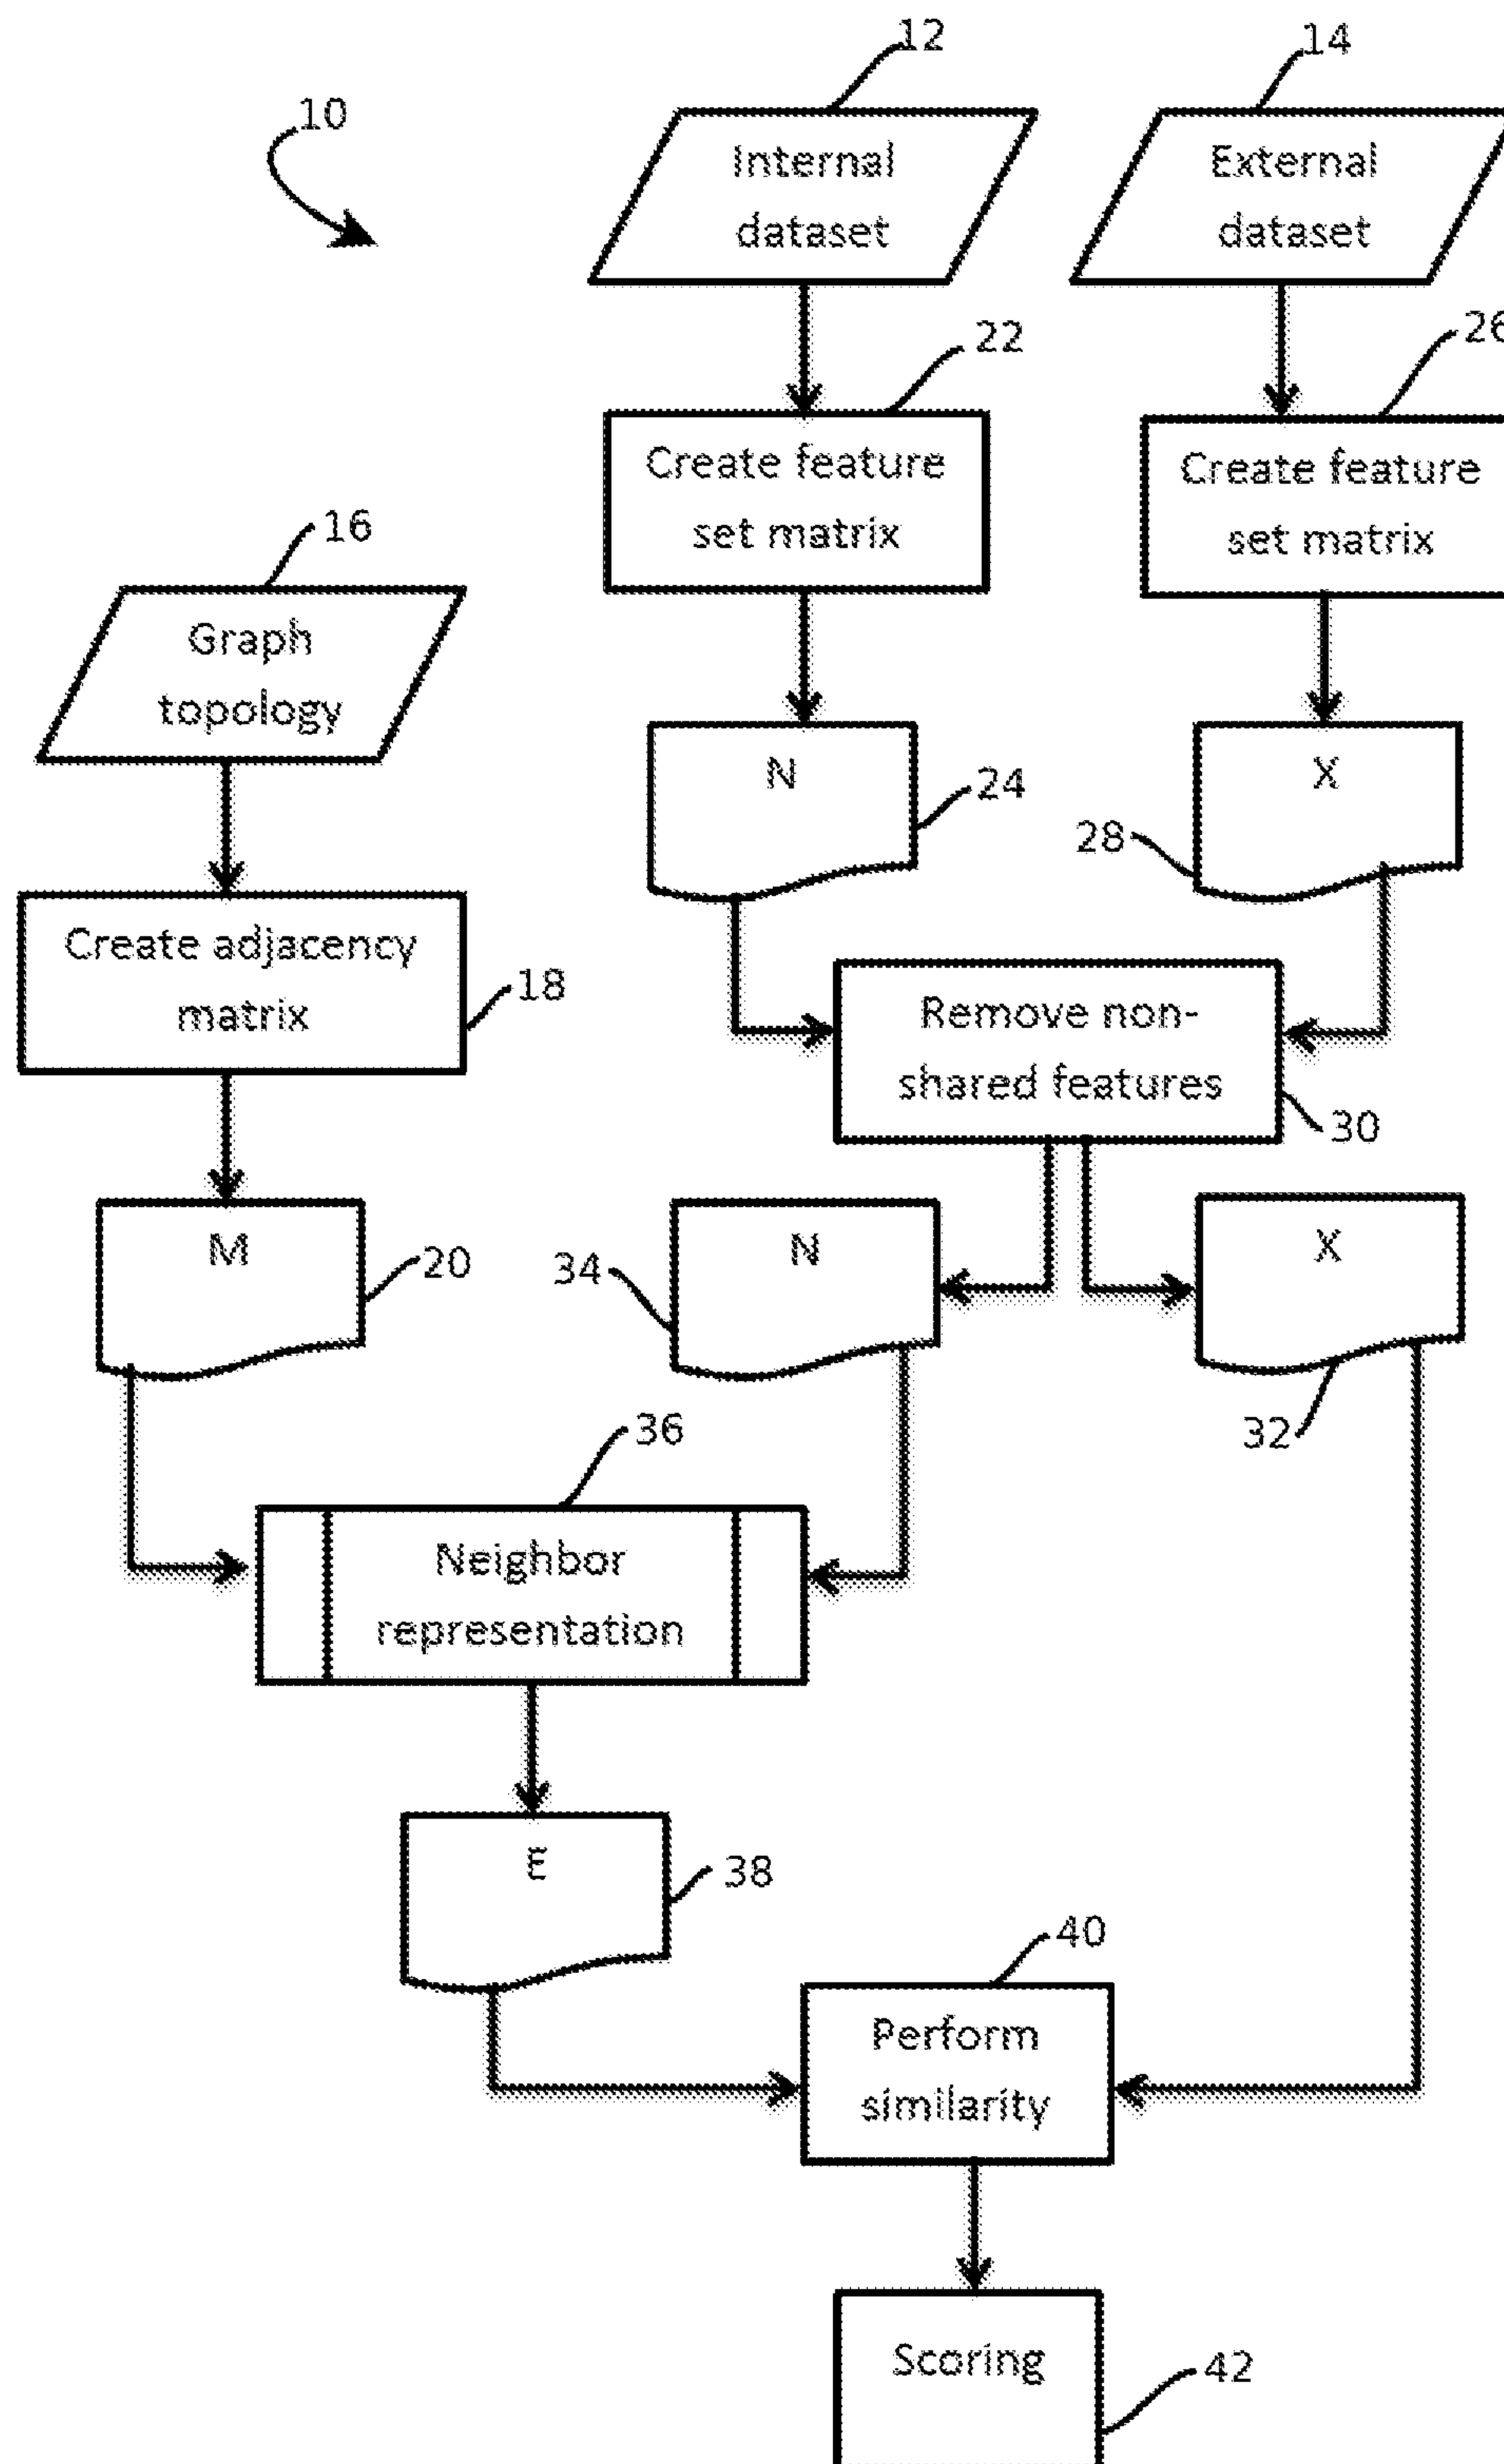 12
14
10
Internal
dataset
External
dataset
22
26
Create feature
set matrix
Create feature
set matrix
16
Graph
topology
N
24
X
28
Create adjacency
matrix
18
Remove non-
shared features
30
M
20
34
N
X
32
36
Neighbor
representation
E
38
40
Perform
similarity
Scoring
42